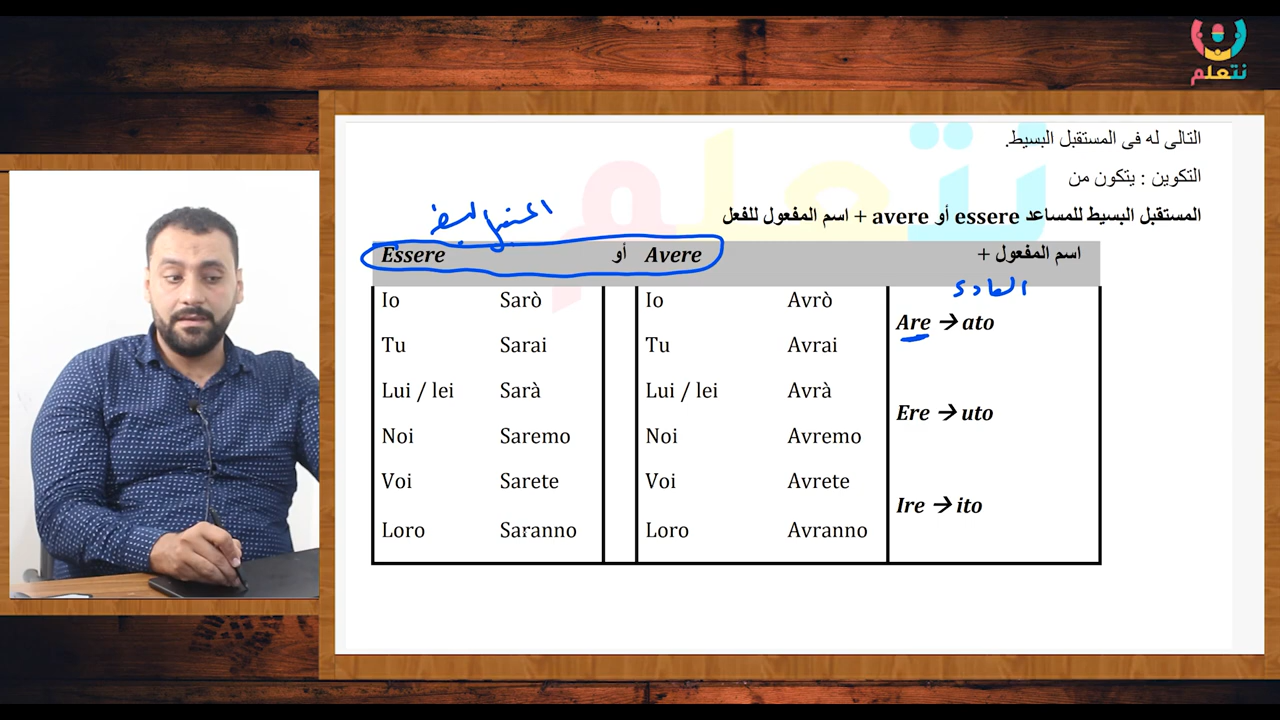 نتعلم
التالى له فى المستقبل البسيط.
التكوين : يتكون من
المستقبل البسيط للمساعد essere أو avere + اسم المفعول للفعل
المستقبل البسيط
Essere أو Avere اسم المفعول +
العادى
Io Sarò Io Avrò Are → ato
Tu Sarai Tu Avrai
Lui / lei Sarà Lui / lei Avrà
Noi Saremo Noi Avremo Ere → uto
Voi Sarete Voi Avrete
Ire → ito
Loro Saranno Loro Avranno